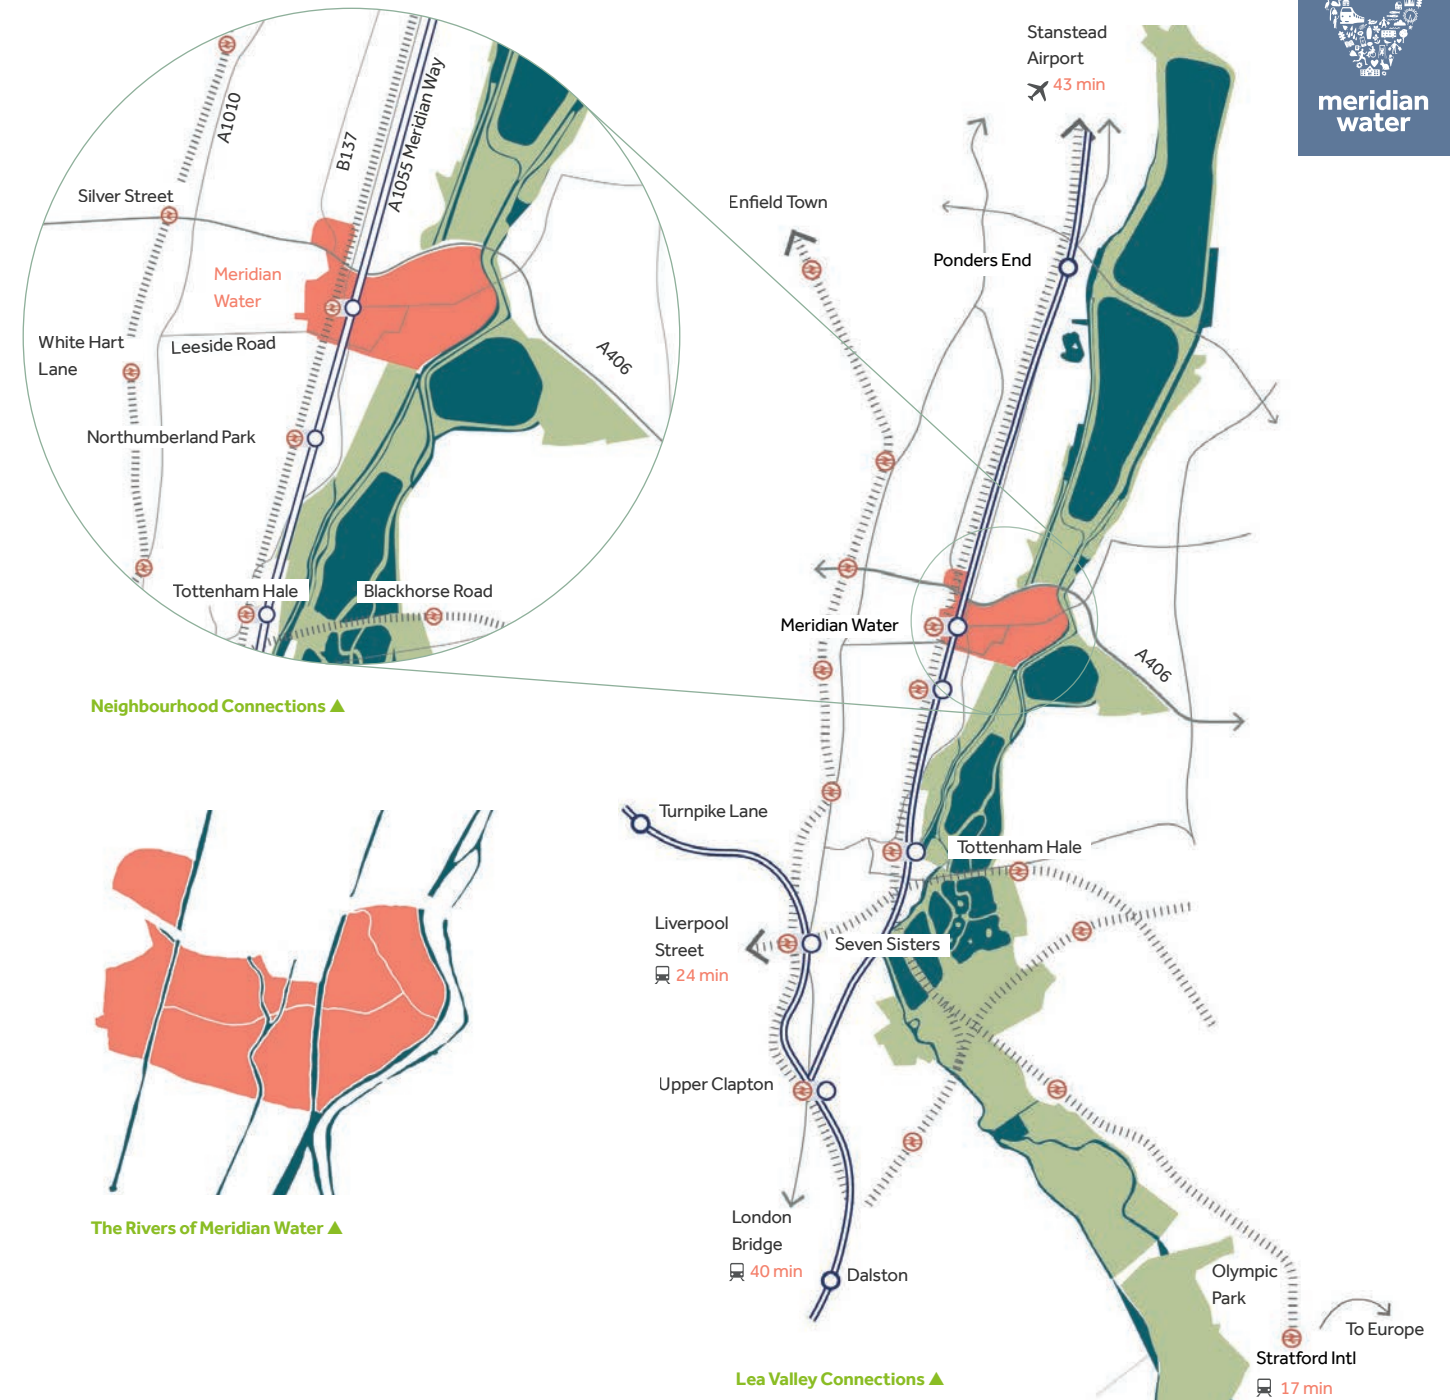 meridian
water
A1010
B137
A1055 Meridian Way
Silver Street
Meridian
Water
White Hart
Lane
Leeside Road
A406
Northumberland Park
Tottenham Hale
Blackhorse Road
Neighbourhood Connections ▲
The Rivers of Meridian Water ▲
Stanstead
Airport
43 min
Enfield Town
Ponders End
Meridian Water
A406
Turnpike Lane
Tottenham Hale
Liverpool
Street
24 min
Seven Sisters
Upper Clapton
London
Bridge
40 min
Dalston
Olympic
Park
To Europe
Stratford Intl
17 min
Lea Valley Connections ▲